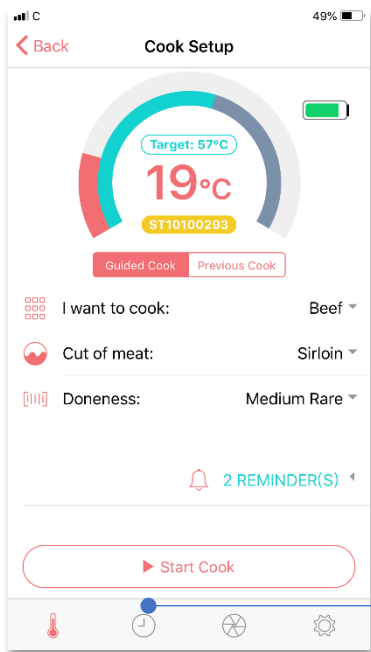 C
49%
Back
Cook Setup
Target: 57°C
19°C
ST10100293
Guided Cook
Previous Cook
I want to cook:
Beef
Cut of meat:
Sirloin
Doneness:
Medium Rare
2 REMINDER(S)
Start Cook